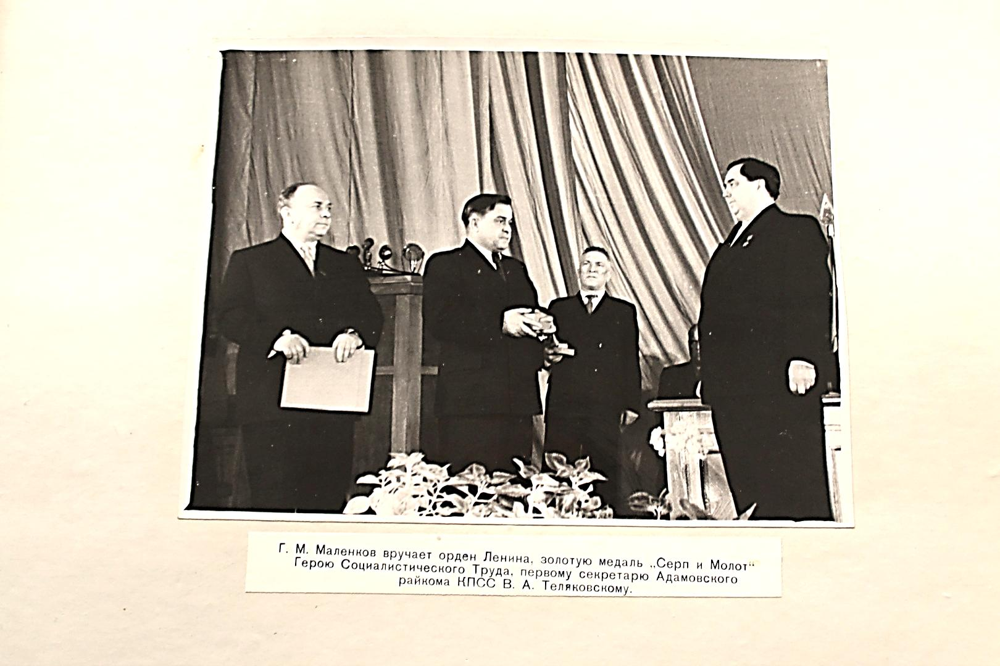 Г. М. Маленков вручает орден Ленина, золотую медаль „Серп и Молот“
Герою Социалистического Труда, первому секретарю Адамовского
райкома КПСС В. А. Теляковскому.